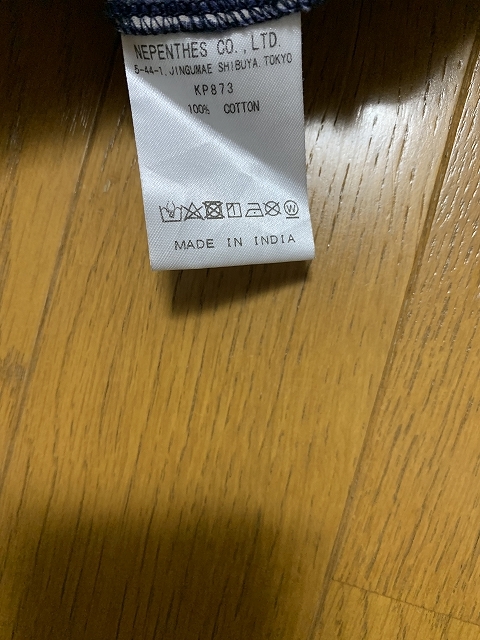 NEPENTHES CO.,LTD.
5-44-1,JINGUMAE SHIBUYA.TOKYO
KP873
100% COTTON
MADE IN INDIA